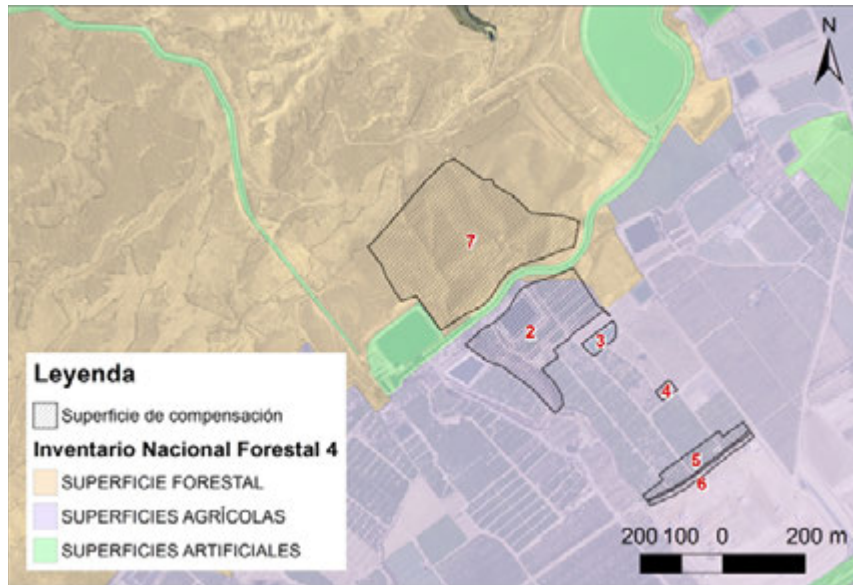 N
7
2
3
4
5
6
Leyenda
Superficie de compensación
Inventario Nacional Forestal 4
SUPERFICIE FORESTAL
SUPERFICIES AGRÍCOLAS
SUPERFICIES ARTIFICIALES
200 100 0 200 m